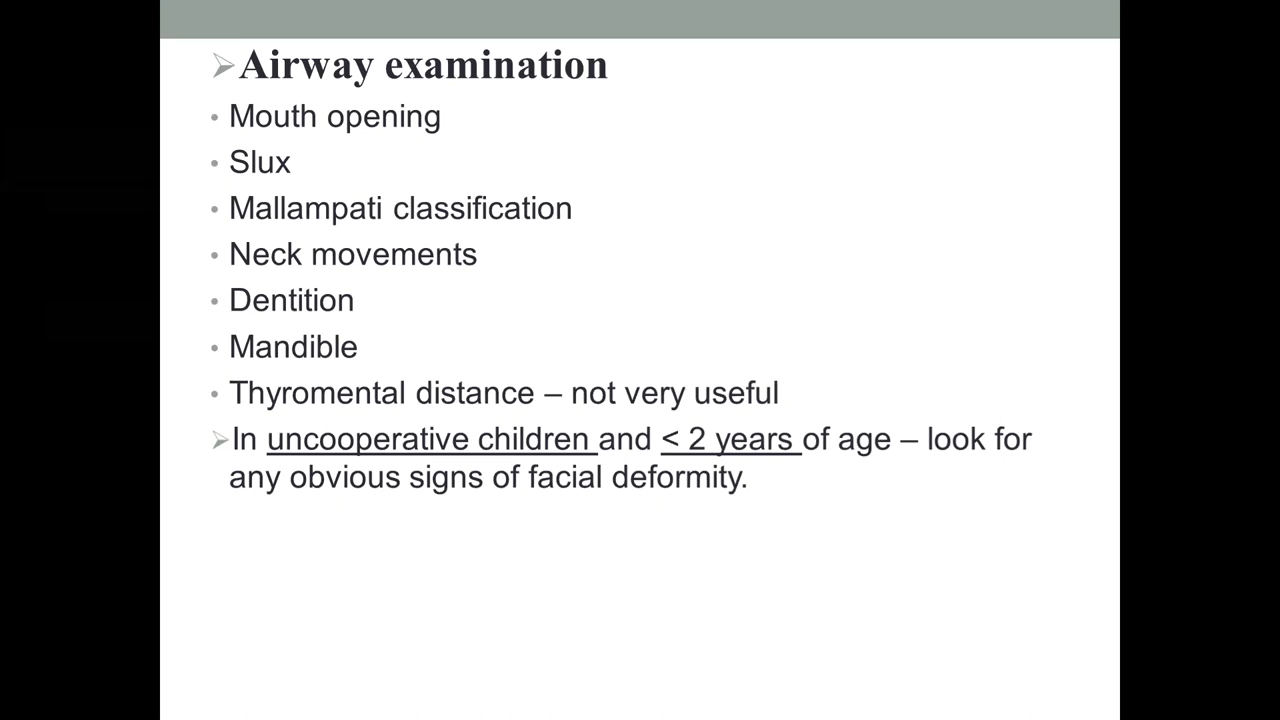 ➢Airway examination
• Mouth opening
• Slux
• Mallampati classification
• Neck movements
• Dentition
• Mandible
• Thyromental distance – not very useful
➢In uncooperative children and < 2 years of age – look for
any obvious signs of facial deformity.